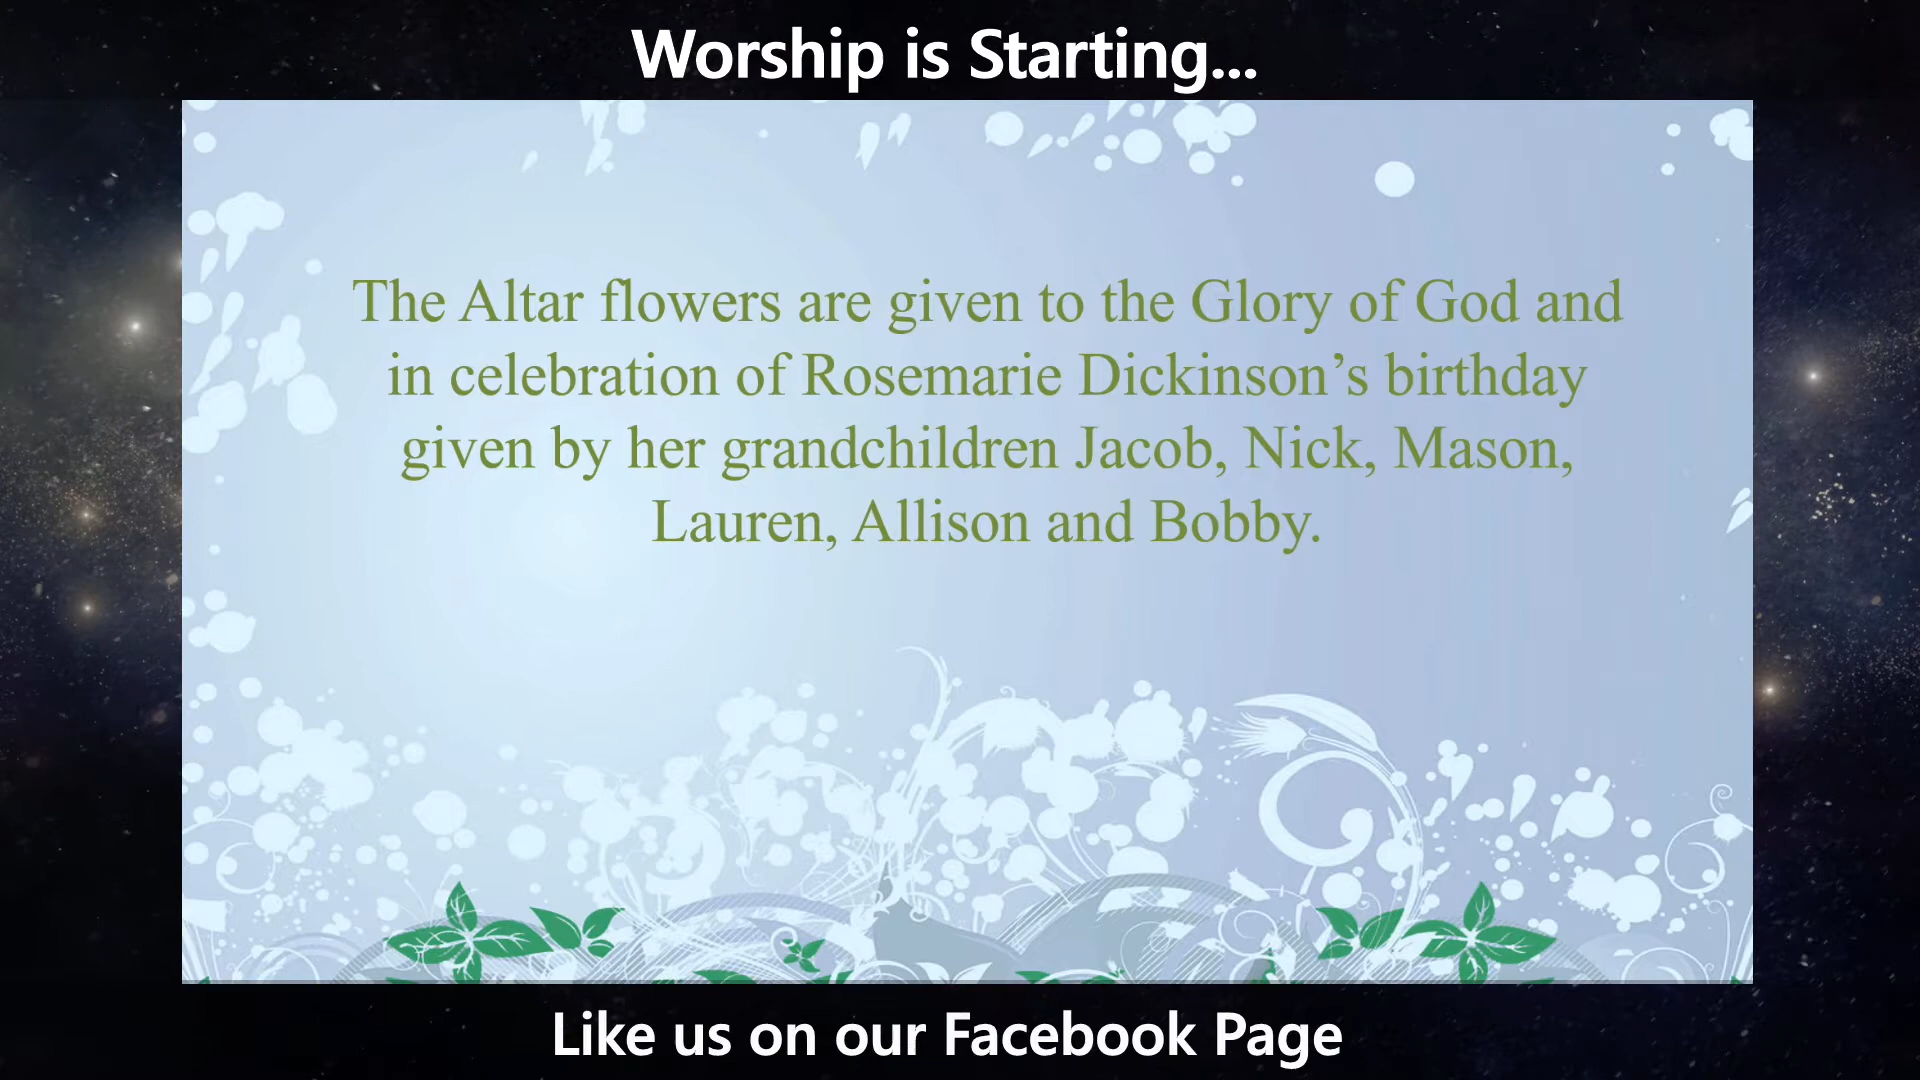 Worship is Starting...
The Altar flowers are given to the Glory of God and
in celebration of Rosemarie Dickinson’s birthday
given by her grandchildren Jacob, Nick, Mason,
Lauren, Allison and Bobby.
Like us on our Facebook Page